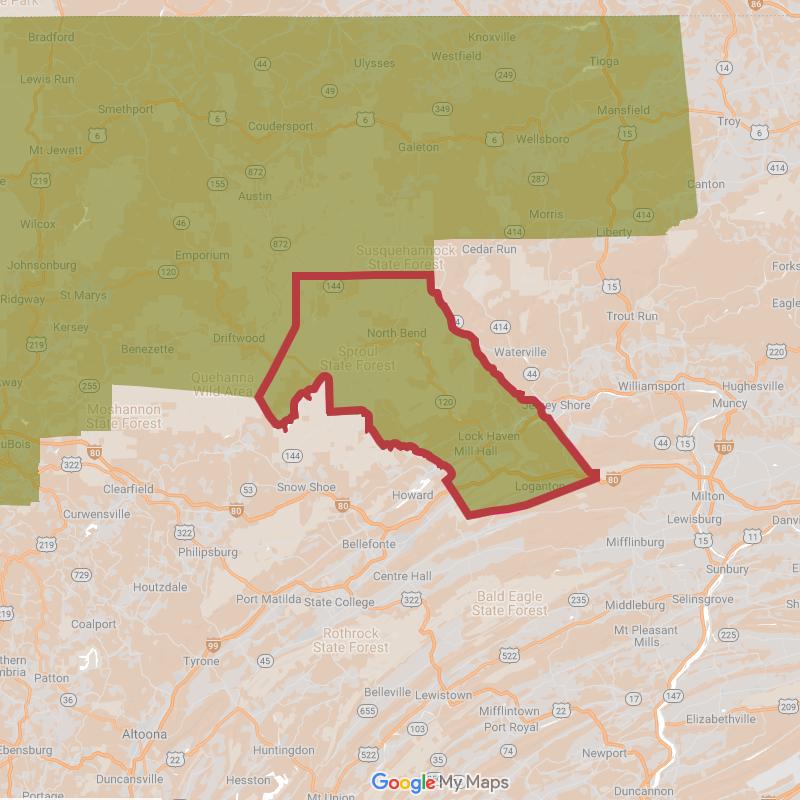 te Park
86
Bradford
Knoxville
Ulysses
Westfield
Tioga
44
14
Lewis Run
249
49
Smethport
349
Mansfield
6
6
Troy
Coudersport
6
6
15
6
Mt Jewett
Galeton
Wellsboro
414
219
872
155
287
Canton
Austin
Wilcox
46
Morris
414
414
Liberty
872
Susquehannock
State Forest
Cedar Run
Emporium
Johnsonburg
120
Forks
144
15
Ridgway
St Marys
Eagle
Trout Run
Kersey
414
Driftwood
North Bend
219
Benezette
Sproul
State Forest
Waterville
220
Quehanna
Wild Area
44
way
255
Williamsport
Hughesville
Moshannon
State Forest
120
Jersey Shore
Muncy
DuBois
80
Lock Haven
Mill Hall
44
15
180
322
144
Clearfield
53
Snow Shoe
Howard
Loganton
80
80
Milton
80
Curwensville
Lewisburg
Danvi
219
Philipsburg
Bellefonte
Mifflinburg
15
11
729
Centre Hall
Sunbury
Houtzdale
Port Matilda
State College
322
Bald Eagle
State Forest
235
Middleburg
Selinsgrove
219
Coalport
Rothrock
State Forest
Mt Pleasant
Mills
225
99
522
Tyrone
45
thern
mbria
Patton
Belleville
Lewistown
17
147
36
655
Mifflintown
22
209
Altoona
103
Port Royal
Elizabethville
Ebensburg
22
Huntingdon
522
74
Newport
35
Duncansville
Hesston
Google My Maps
Duncannon
Portage
Mt Union